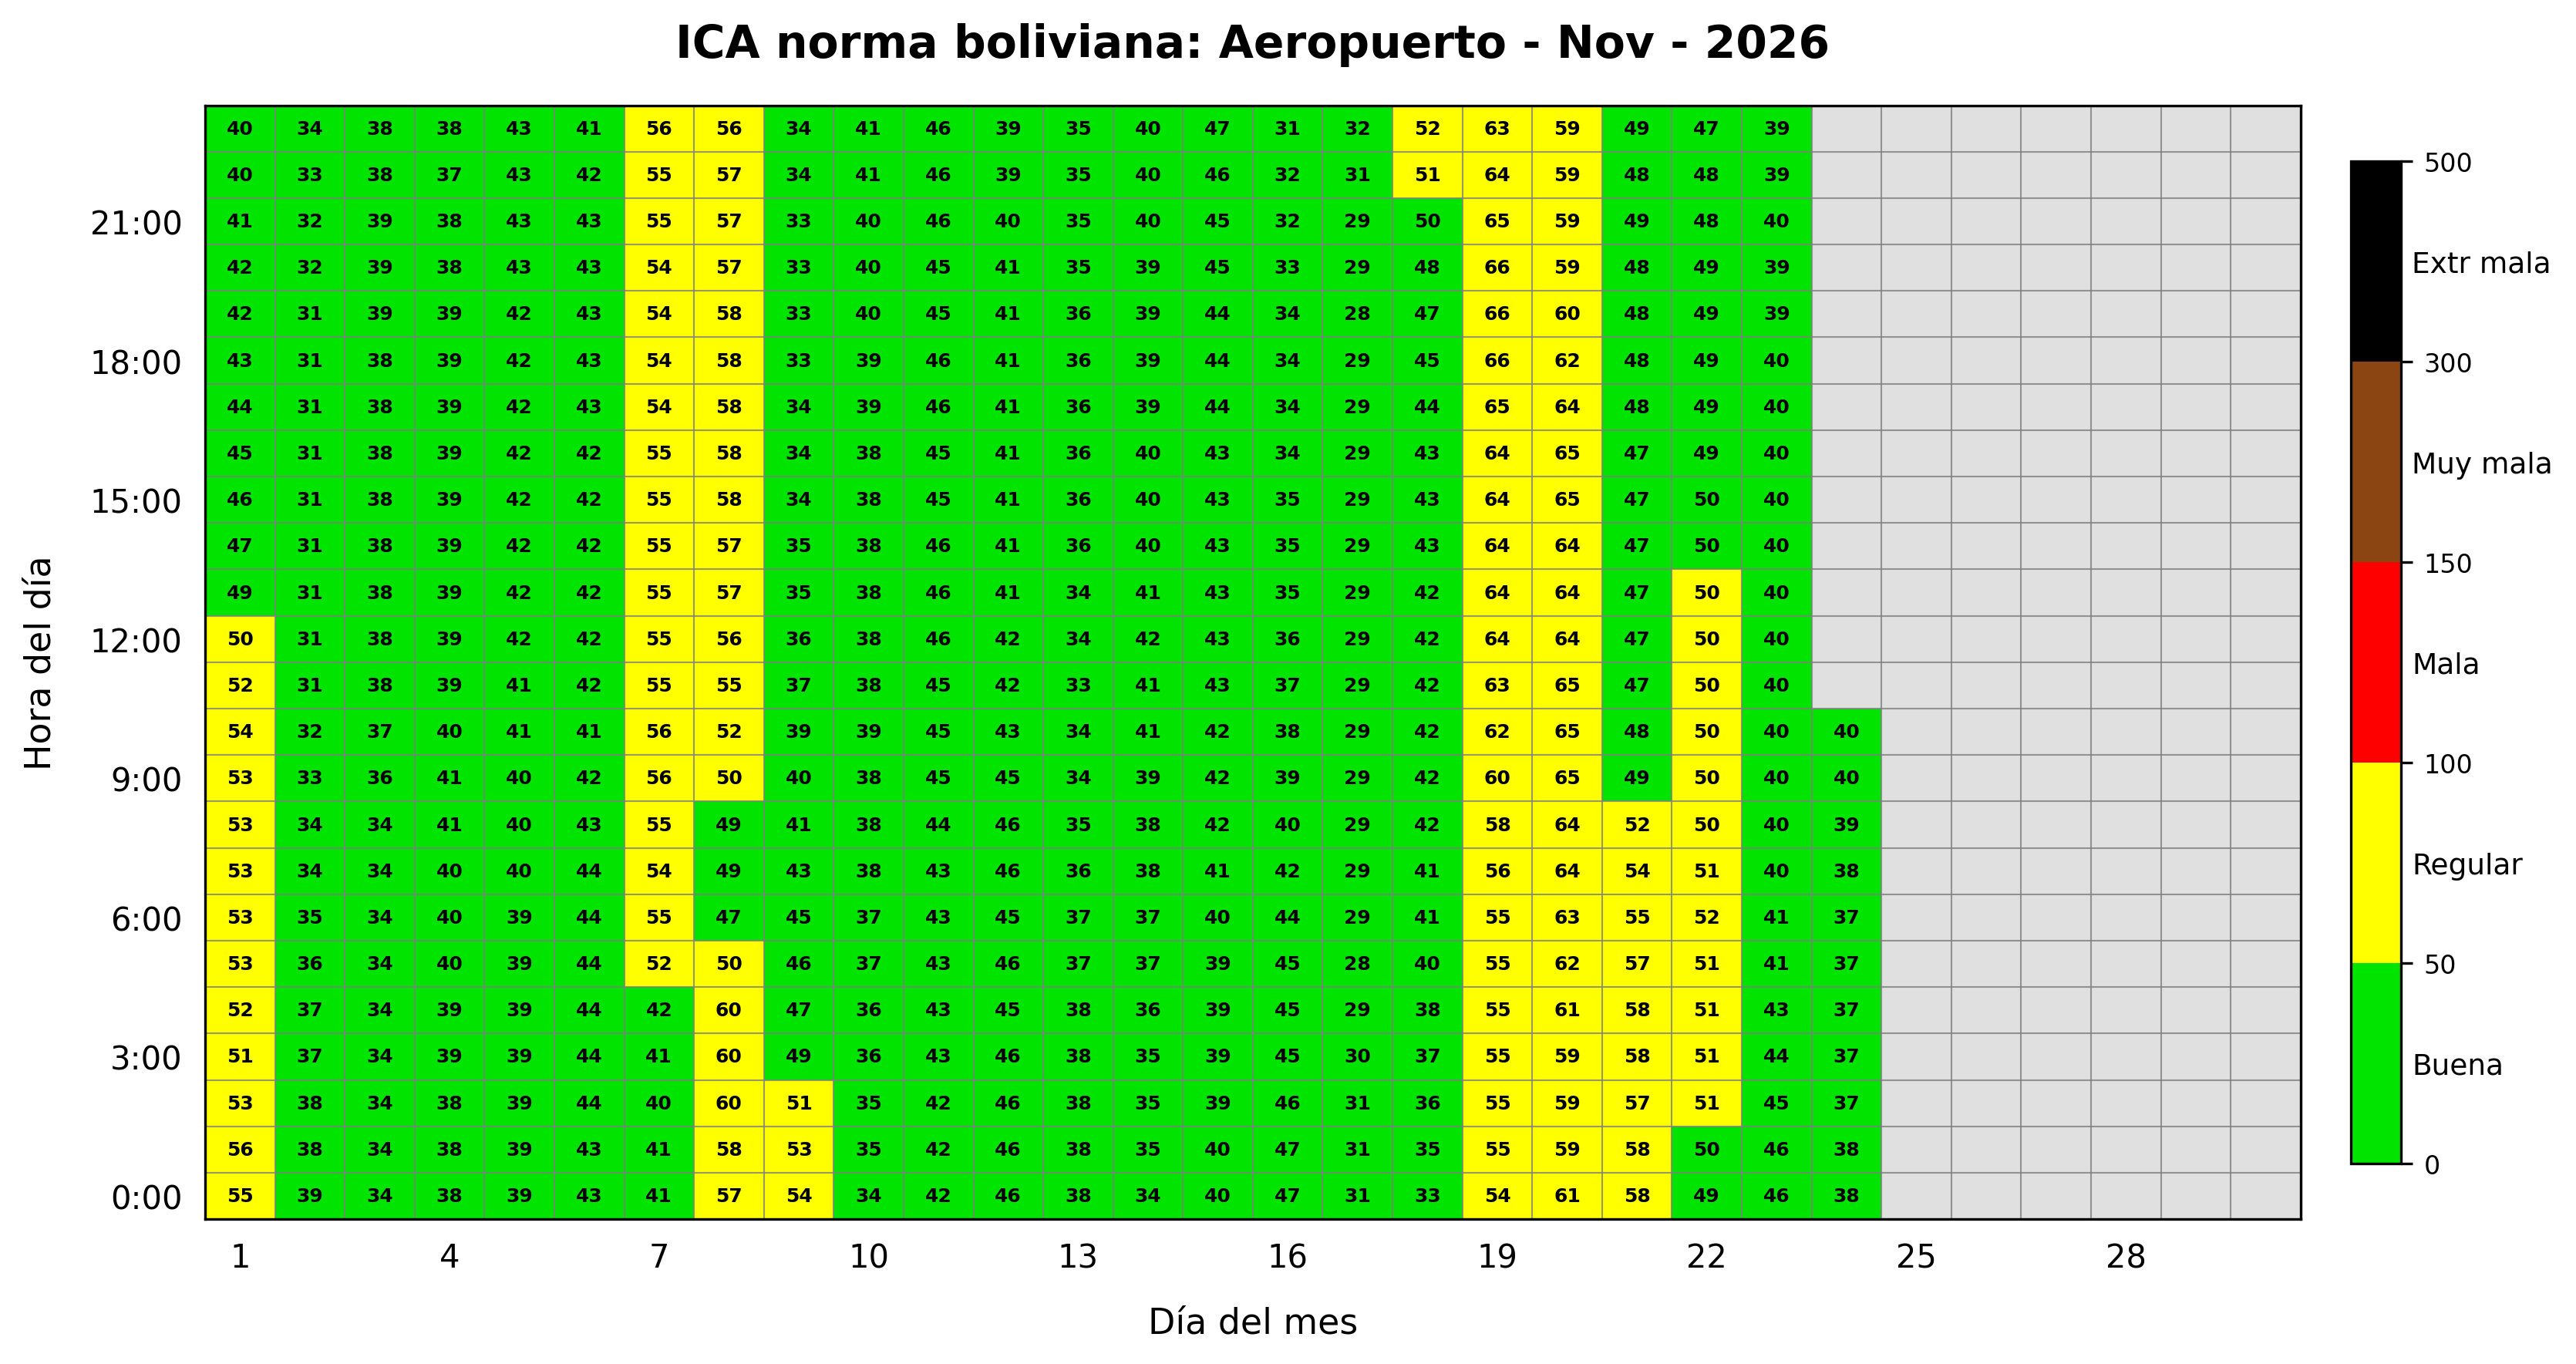 ICA norma boliviana: Aeropuerto - Nov - 2026
40 34 38 38 43 41 56 56 34 41 46 39 35 40 47 31 32 52 63 59 49 47 39
40 33 38 37 43 42 55 57 34 41 46 39 35 40 46 32 31 51 64 59 48 48 39
21:00 41 32 39 38 43 43 55 57 33 40 46 40 35 40 45 32 29 50 65 59 49 48 40
42 32 39 38 43 43 54 57 33 40 45 41 35 39 45 33 29 48 66 59 48 49 39
42 31 39 39 42 43 54 58 33 40 45 41 36 39 44 34 28 47 66 60 48 49 39
18:00 43 31 38 39 42 43 54 58 33 39 46 41 36 39 44 34 29 45 66 62 48 49 40
44 31 38 39 42 43 54 58 34 39 46 41 36 39 44 34 29 44 65 64 48 49 40
45 31 38 39 42 42 55 58 34 38 45 41 36 40 43 34 29 43 64 65 47 49 40
15:00 46 31 38 39 42 42 55 58 34 38 45 41 36 40 43 35 29 43 64 65 47 50 40
47 31 38 39 42 42 55 57 35 38 46 41 36 40 43 35 29 43 64 64 47 50 40
49 31 38 39 42 42 55 57 35 38 46 41 34 41 43 35 29 42 64 64 47 50 40
12:00 50 31 38 39 42 42 55 56 36 38 46 42 34 42 43 36 29 42 64 64 47 50 40
52 31 38 39 41 42 55 55 37 38 45 42 33 41 43 37 29 42 63 65 47 50 40
54 32 37 40 41 41 56 52 39 39 45 43 34 41 42 38 29 42 62 65 48 50 40 40
9:00 53 33 36 41 40 42 56 50 40 38 45 45 34 39 42 39 29 42 60 65 49 50 40 40
53 34 34 41 40 43 55 49 41 38 44 46 35 38 42 40 29 42 58 64 52 50 40 39
53 34 34 40 40 44 54 49 43 38 43 46 36 38 41 42 29 41 56 64 54 51 40 38
6:00 53 35 34 40 39 44 55 47 45 37 43 45 37 37 40 44 29 41 55 63 55 52 41 37
53 36 34 40 39 44 52 50 46 37 43 46 37 37 39 45 28 40 55 62 57 51 41 37
52 37 34 39 39 44 42 60 47 36 43 45 38 36 39 45 29 38 55 61 58 51 43 37
3:00 51 37 34 39 39 44 41 60 49 36 43 46 38 35 39 45 30 37 55 59 58 51 44 37
53 38 34 38 39 44 40 60 51 35 42 46 38 35 39 46 31 36 55 59 57 51 45 37
56 38 34 38 39 43 41 58 53 35 42 46 38 35 40 47 31 35 55 59 58 50 46 38
0:00 55 39 34 38 39 43 41 57 54 34 42 46 38 34 40 47 31 33 54 61 58 49 46 38
1 4 7 10 13 16 19 22 25 28
Día del mes
Hora del día
500
Extr mala
300
Muy mala
150
Mala
100
Regular
50
Buena
0